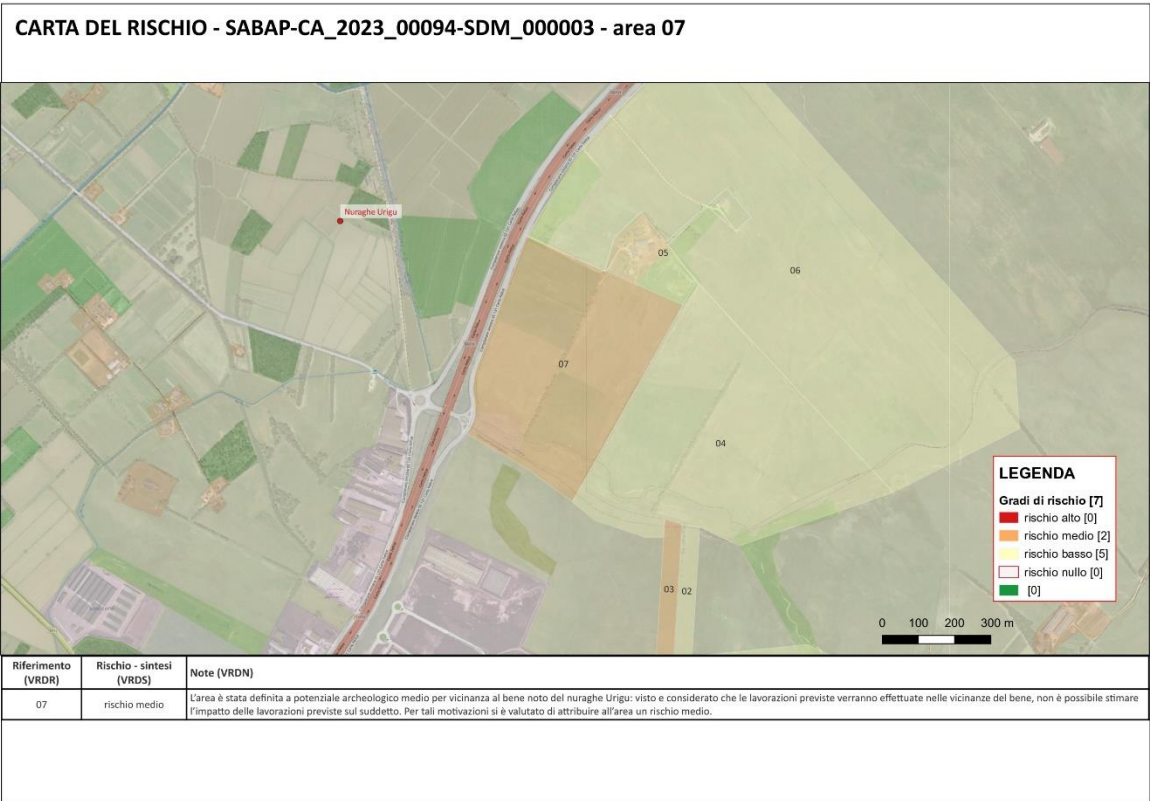 CARTA DEL RISCHIO - SABAP-CA_2023_00094-SDM_000003 - area 07
Nuraghe Urigu
05
06
07
04
03
02
LEGENDA
Gradi di rischio [7]
rischio alto [0]
rischio medio [2]
rischio basso [5]
rischio nullo [0]
[0]
0 100 200 300 m
Riferimento (VRDR)
Rischio - sintesi (VRDS)
Note (VRDN)
07
rischio medio
L'area è stata definita a potenziale archeologico medio per vicinanza al bene noto del nuraghe Urigu: visto e considerato che le lavorazioni previste verranno effettuate nelle vicinanze del bene, non è possibile stimare
l'impatto delle lavorazioni previste sul suddetto. Per tali motivazioni si è valutato di attribuire all'area un rischio medio.